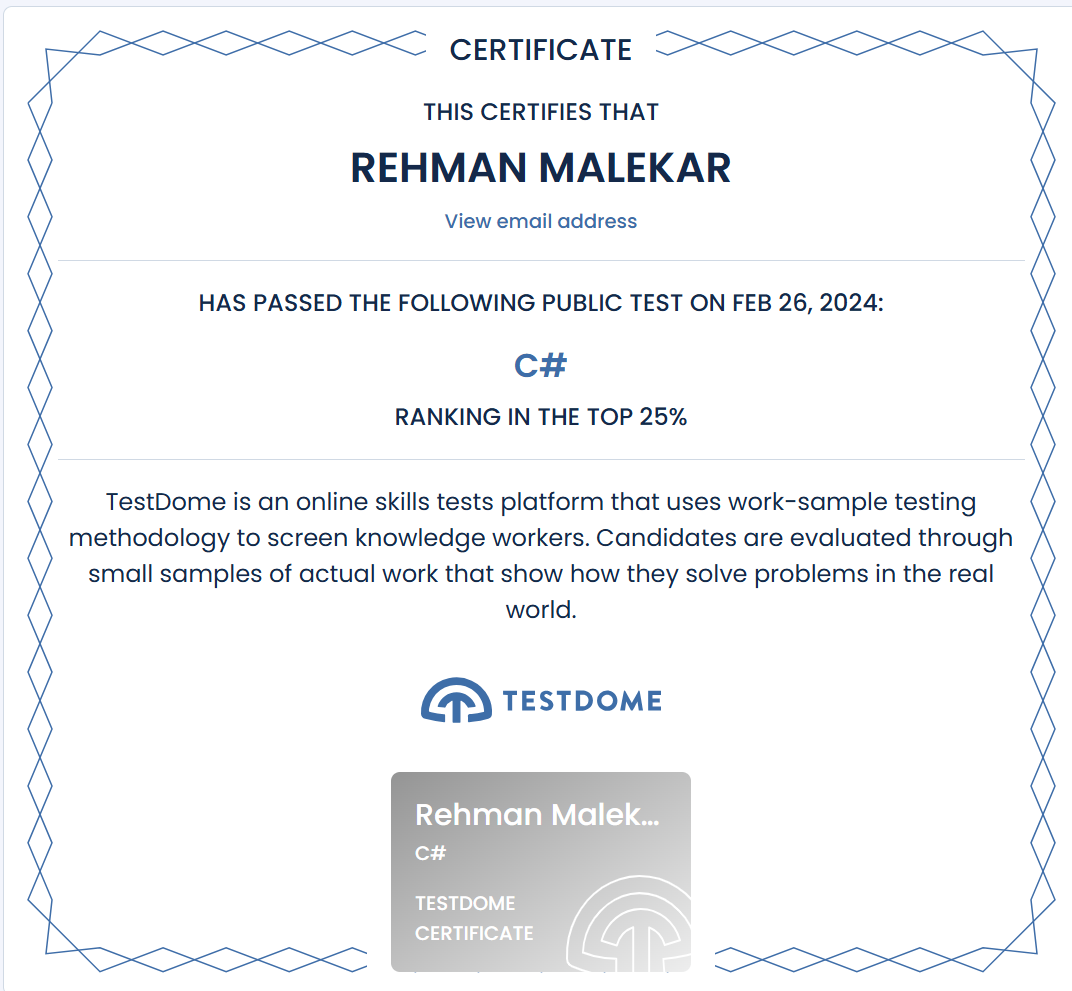 CERTIFICATE
THIS CERTIFIES THAT
REHMAN MALEKAR
View email address
HAS PASSED THE FOLLOWING PUBLIC TEST ON FEB 26, 2024:
C#
RANKING IN THE TOP 25%
TestDome is an online skills tests platform that uses work-sample testing
methodology to screen knowledge workers. Candidates are evaluated through
small samples of actual work that show how they solve problems in the real
world.
TESTDOME
Rehman Malek...
C#
TESTDOME
CERTIFICATE